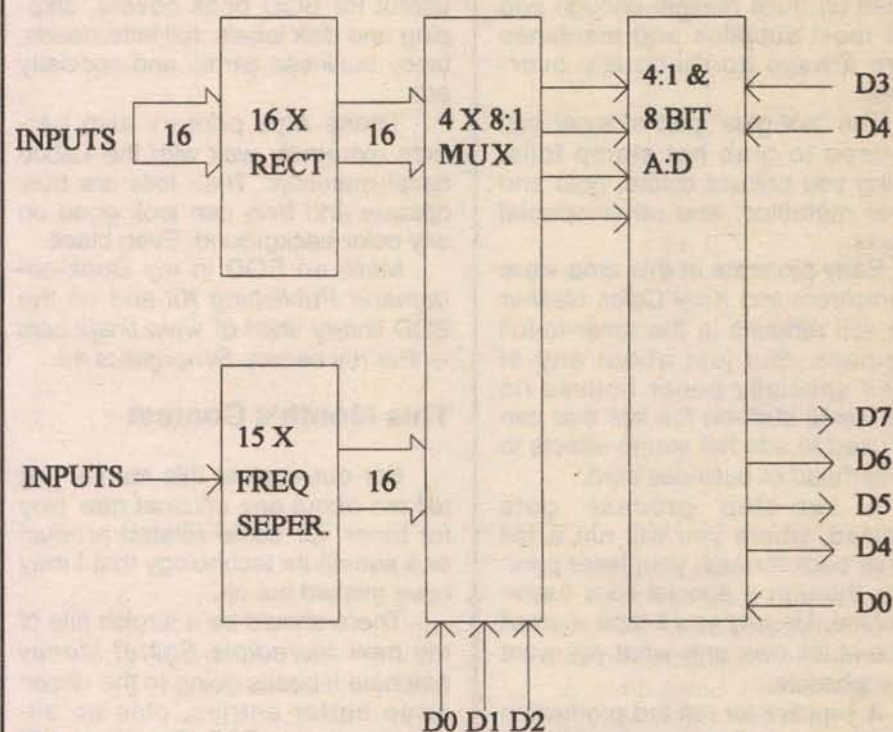 INPUTS
16
16 X
RECT
16
4 X 8:1
MUX
4:1 &
8 BIT
A:D
D3
D4
INPUTS
15 X
FREQ
SEPER.
16
D7
D6
D5
D4
D0
D0 D1 D2